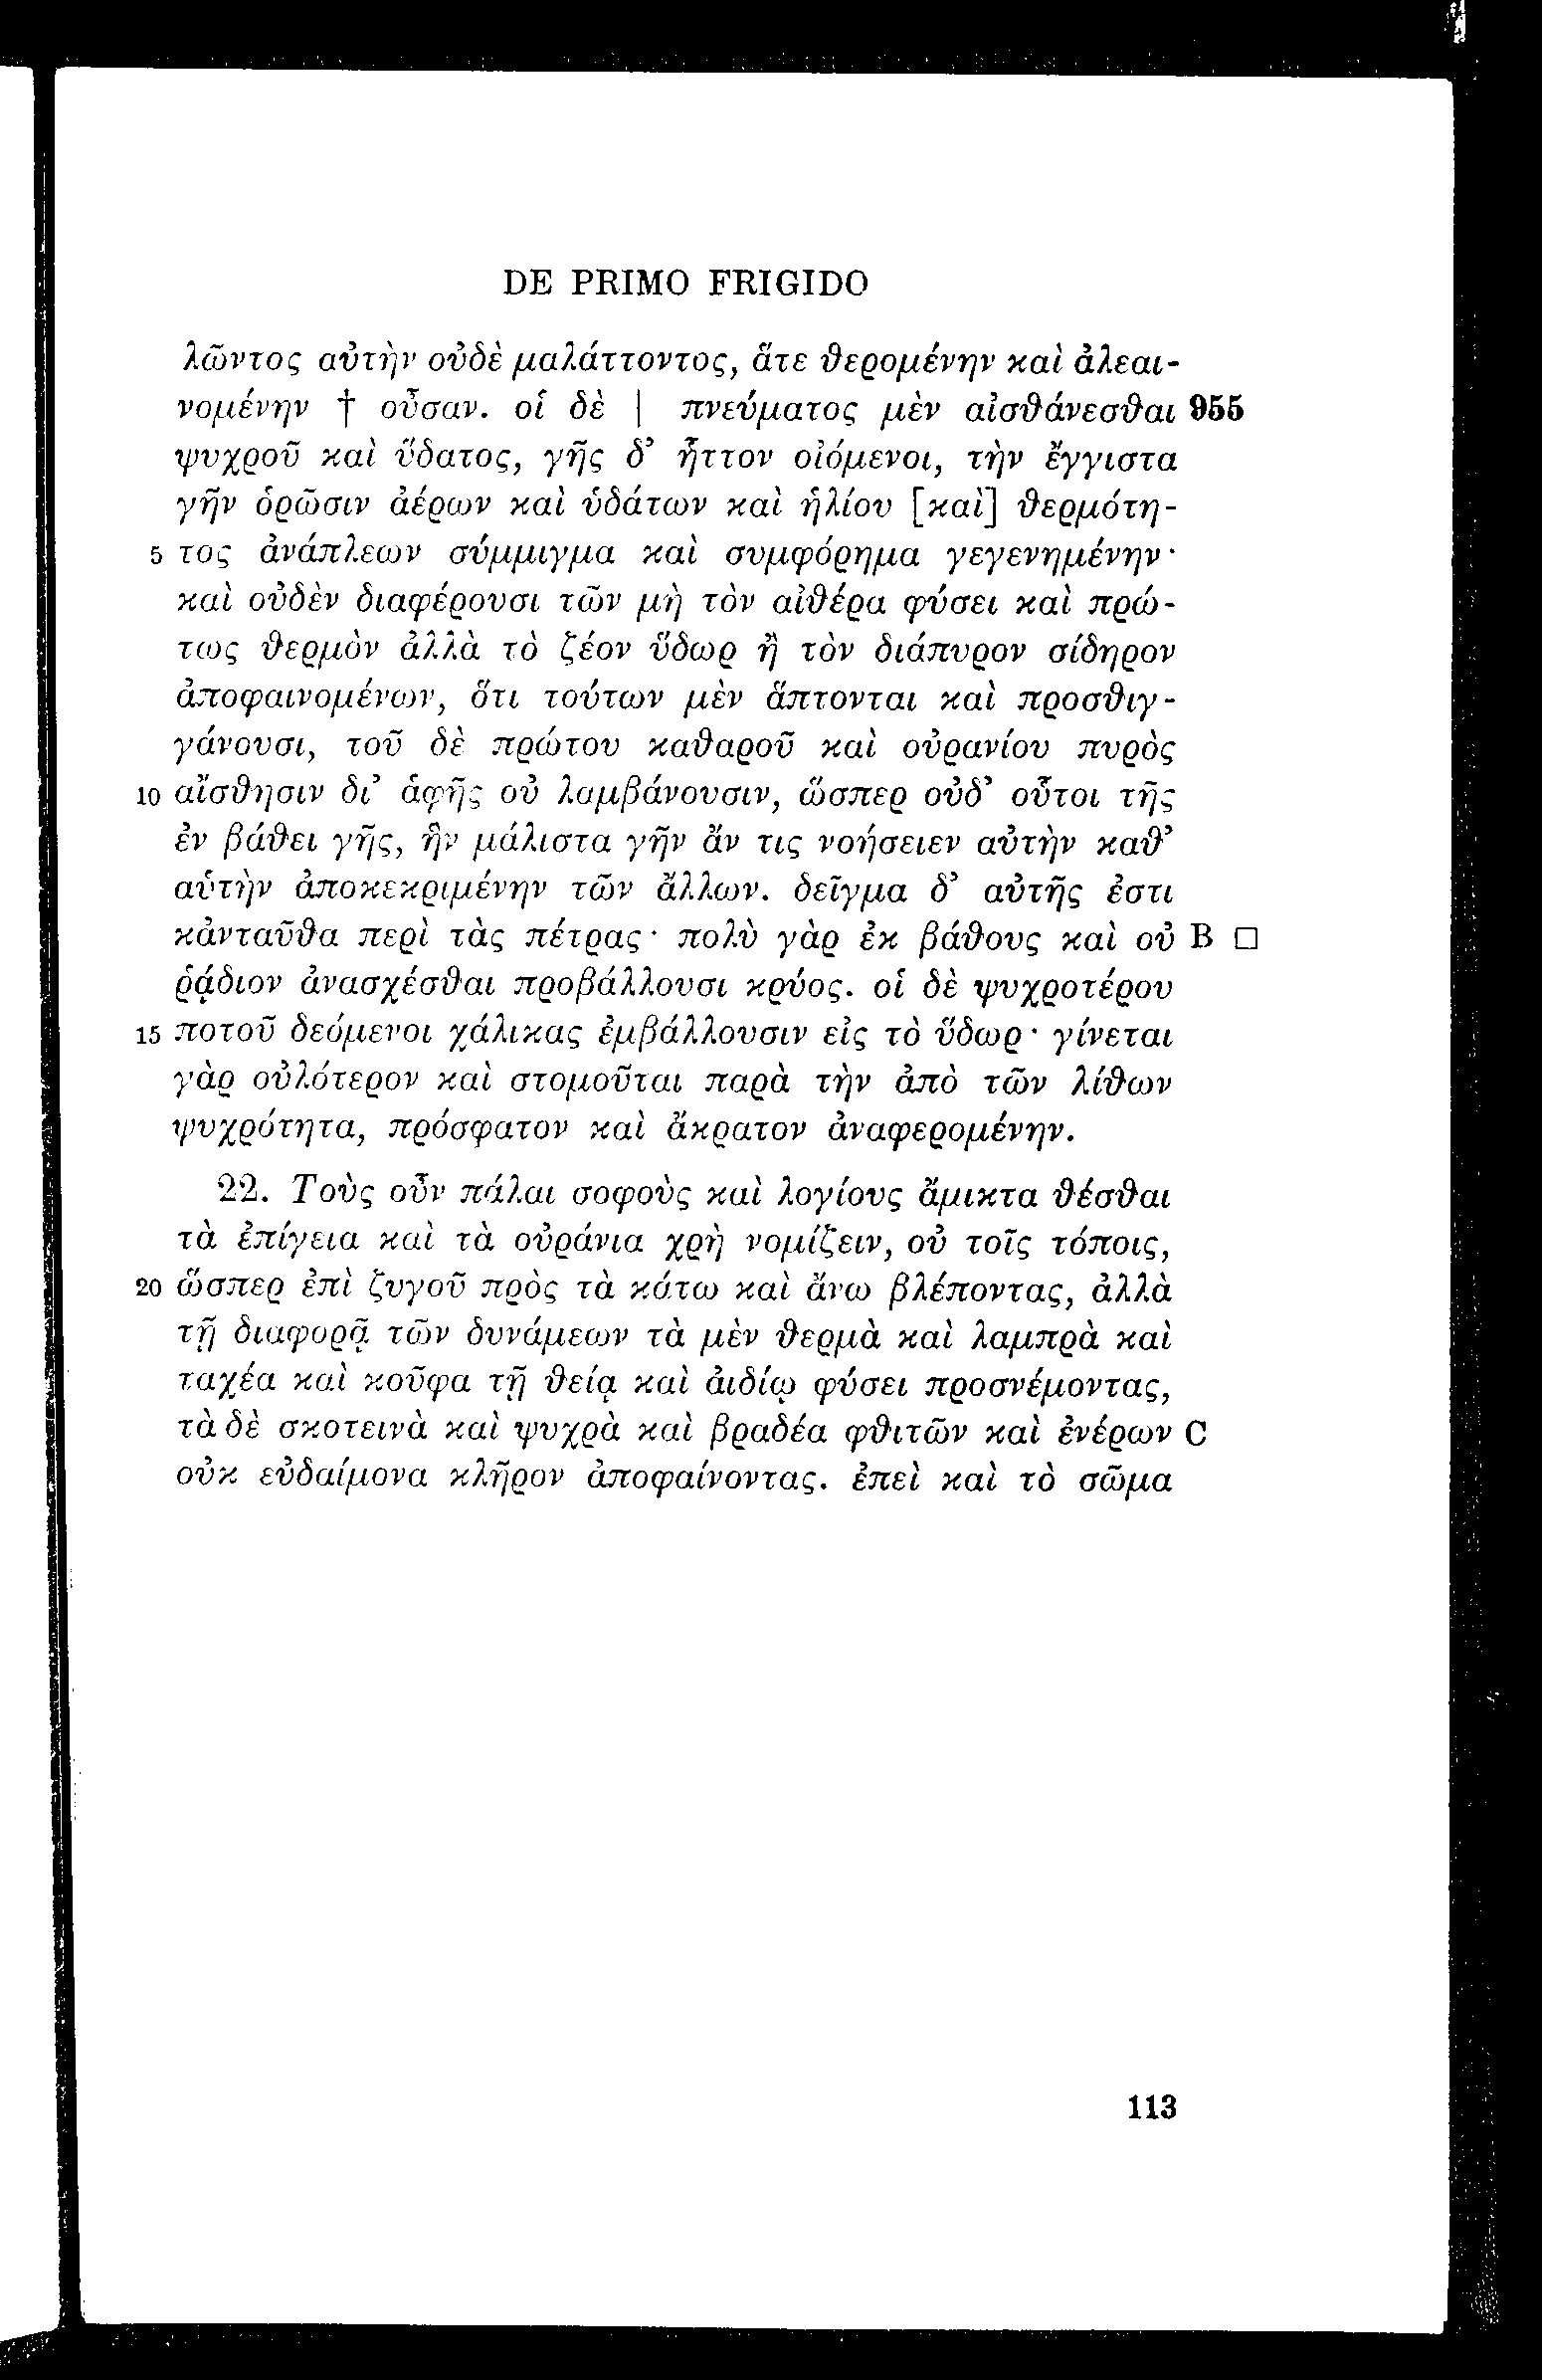 DE PRIMO FRIGIDO
λῶντος αὐτὴν οὐδὲ μαλάττοντος, ἅτε θερομένην καὶ ἀλεαι-
νομένην † οὖσαν. οἱ δὲ | πνεύματος μὲν αἰσθάνεσθαι 955
ψυχροῦ καὶ ὕδατος, γῆς δ’ ἧττον οἰόμενοι, τὴν ἔγγιστα
γῆν ὁρῶσιν ἀέρων καὶ ὑδάτων καὶ ἡλίου [καὶ] θερμότη-
5 τος ἀνάπλεων σύμμιγμα καὶ συμφόρημα γεγενημένην·
καὶ οὐδὲν διαφέρουσι τῶν μὴ τὸν αἰθέρα φύσει καὶ πρώ-
τως θερμὸν ἀλλὰ τὸ ζέον ὕδωρ ἢ τὸν διάπυρον σίδηρον
ἀποφαινομένων, ὅτι τούτων μὲν ἅπτονται καὶ προσθιγ-
γάνουσι, τοῦ δὲ πρώτου καθαροῦ καὶ οὐρανίου πυρὸς
10 αἴσθησιν δι’ ἁφῆς οὐ λαμβάνουσιν, ὥσπερ οὐδ’ οὗτοι τῆς
ἐν βάθει γῆς, ἣν μάλιστα γῆν ἄν τις νοήσειεν αὐτὴν καθ’
αὑτὴν ἀποκεκριμένην τῶν ἄλλων. δεῖγμα δ’ αὐτῆς ἐστι
κἀνταῦθα περὶ τὰς πέτρας· πολὺ γὰρ ἐκ βάθους καὶ οὐ B □
ῥᾴδιον ἀνασχέσθαι προβάλλουσι κρύος. οἱ δὲ ψυχροτέρου
15 ποτοῦ δεόμενοι χάλικας ἐμβάλλουσιν εἰς τὸ ὕδωρ· γίνεται
γὰρ οὐλότερον καὶ στομοῦται παρὰ τὴν ἀπὸ τῶν λίθων
ψυχρότητα, πρόσφατον καὶ ἄκρατον ἀναφερομένην.
22. Τοὺς οὖν πάλαι σοφοὺς καὶ λογίους ἄμικτα θέσθαι
τὰ ἐπίγεια καὶ τὰ οὐράνια χρὴ νομίζειν, οὐ τοῖς τόποις,
20 ὥσπερ ἐπὶ ζυγοῦ πρὸς τὰ κάτω καὶ ἄνω βλέποντας, ἀλλὰ
τῇ διαφορᾷ τῶν δυνάμεων τὰ μὲν θερμὰ καὶ λαμπρὰ καὶ
ταχέα καὶ κοῦφα τῇ θείᾳ καὶ ἀιδίῳ φύσει προσνέμοντας,
τὰ δὲ σκοτεινὰ καὶ ψυχρὰ καὶ βραδέα φθιτῶν καὶ ἐνέρων C
οὐκ εὐδαίμονα κλῆρον ἀποφαίνοντας. ἐπεὶ καὶ τὸ σῶμα
113